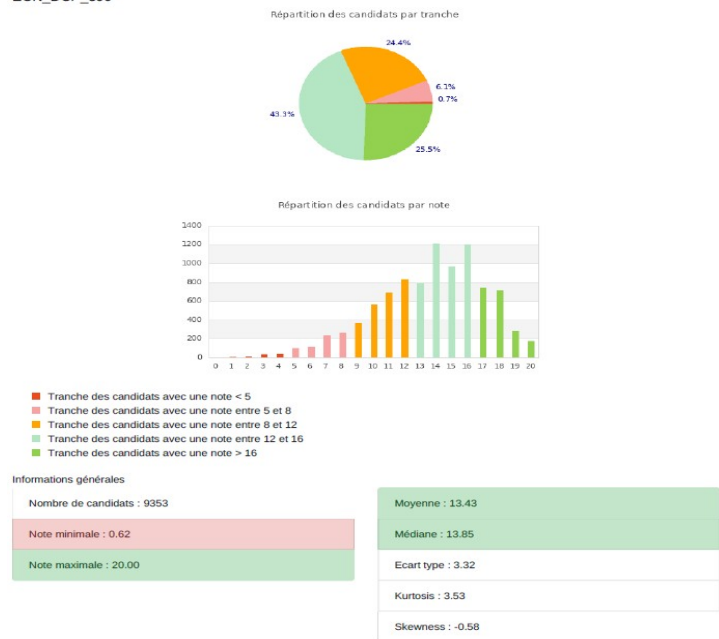 Répartition des candidats par tranche
24.4%
6.1%
0.7%
43.3%
25.5%
Répartition des candidats par note
1400
1200
1000
800
600
400
200
0
0 1 2 3 4 5 6 7 8 9 10 11 12 13 14 15 16 17 18 19 20
Tranche des candidats avec une note < 5
Tranche des candidats avec une note entre 5 et 8
Tranche des candidats avec une note entre 8 et 12
Tranche des candidats avec une note entre 12 et 16
Tranche des candidats avec une note > 16
Informations générales
Nombre de candidats : 9353
Note minimale : 0.62
Note maximale : 20.00
Moyenne : 13.43
Médiane : 13.85
Ecart type : 3.32
Kurtosis : 3.53
Skewness : -0.58